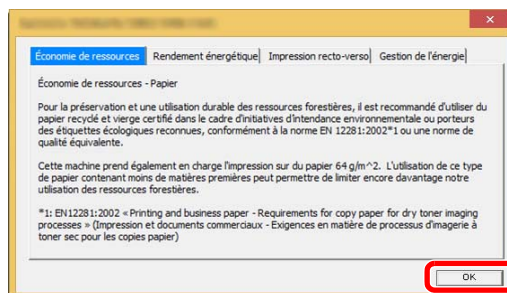 Économie de ressources
Rendement énergétique
Impression recto-verso
Gestion de l'énergie
Économie de ressources - Papier
Pour la préservation et une utilisation durable des ressources forestières, il est recommandé d'utiliser du
papier recyclé et vierge certifié dans le cadre d'initiatives d'intendance environnementale ou porteurs
des étiquettes écologiques reconnues, conformément à la norme EN 12281:2002*1 ou une norme de
qualité équivalente.
Cette machine prend également en charge l'impression sur du papier 64 g/m^2. L'utilisation de ce type
de papier contenant moins de matières premières peut permettre de limiter encore davantage notre
utilisation des ressources forestières.
*1: EN12281:2002 « Printing and business paper - Requirements for copy paper for dry toner imaging
processes » (Impression et documents commerciaux - Exigences en matière de processus d'imagerie à
toner sec pour les copies papier)
OK